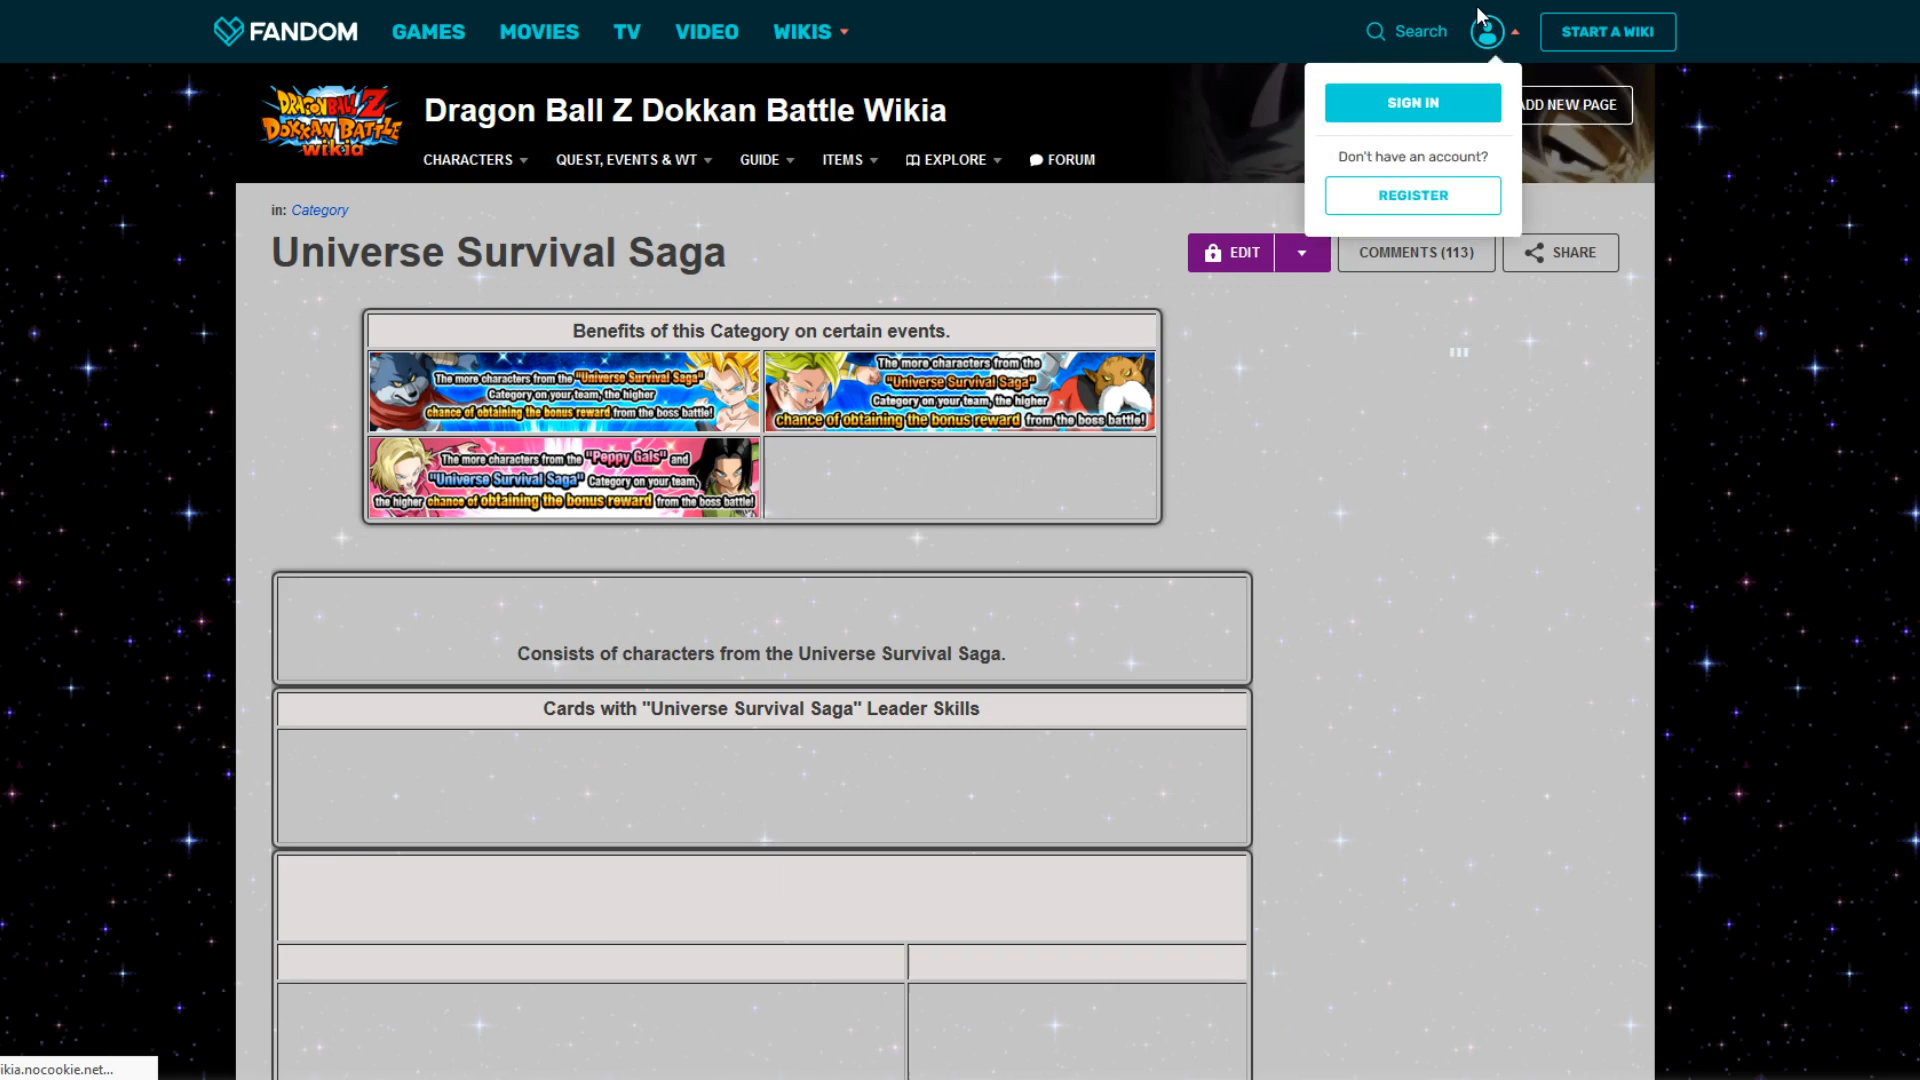 FANDOM GAMES MOVIES TV VIDEO WIKIS Search START A WIKI
SIGN IN
Don't have an account?
REGISTER
DRAGON BALL Z
DOKKAN BATTLE
wikia
Dragon Ball Z Dokkan Battle Wikia
ADD NEW PAGE
CHARACTERS QUEST, EVENTS & WT GUIDE ITEMS EXPLORE FORUM
in: Category
Universe Survival Saga
EDIT COMMENTS (113) SHARE
Benefits of this Category on certain events.
The more characters from the "Universe Survival Saga"
Category on your team, the higher
chance of obtaining the bonus reward from the boss battle!
The more characters from the
"Universe Survival Saga"
Category on your team, the higher
chance of obtaining the bonus reward from the boss battle!
The more characters from the "Peppy Gals" and
"Universe Survival Saga" Category on your team,
the higher chance of obtaining the bonus reward from the boss battle!
Consists of characters from the Universe Survival Saga.
Cards with "Universe Survival Saga" Leader Skills
ikia.nocookie.net...